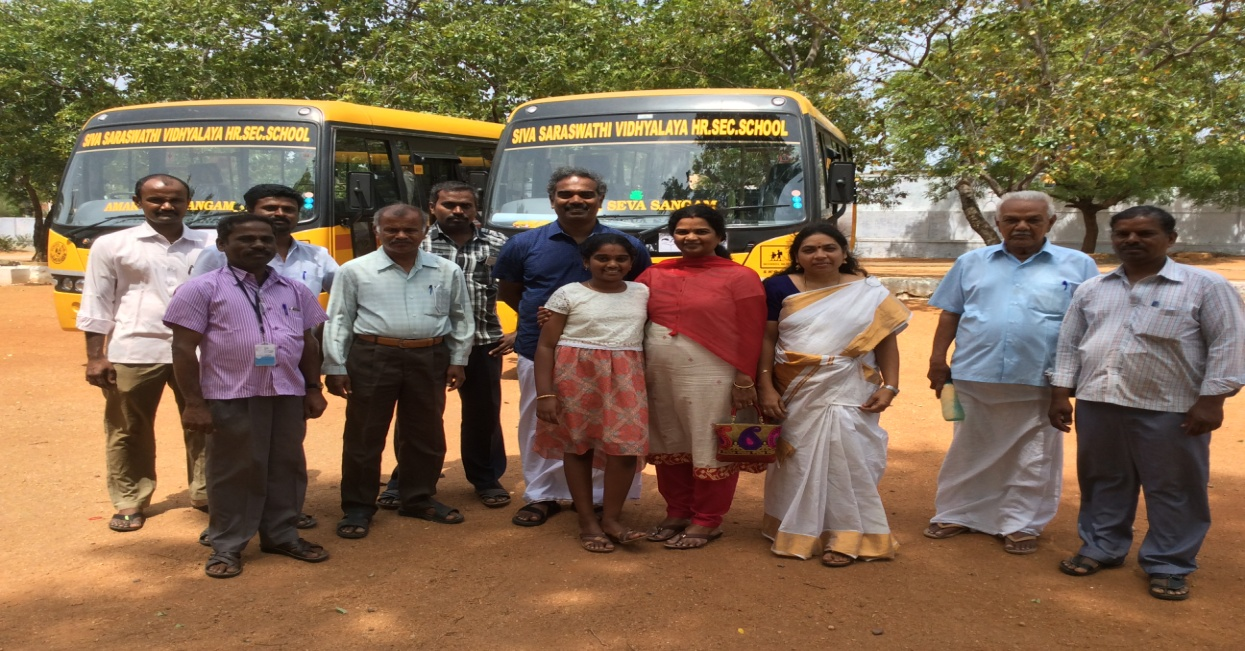 SIVA SARASWATHI VIDHYALAYA HR.SEC.SCHOOL
SIVA SARASWATHI VIDHYALAYA HR.SEC.SCHOOL
SANGAM
SEVA SANGAM